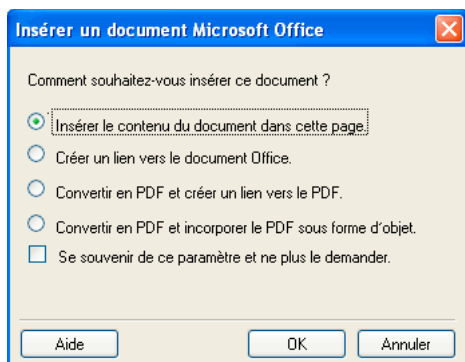 Insérer un document Microsoft Office
Comment souhaitez-vous insérer ce document ?
Insérer le contenu du document dans cette page.
Créer un lien vers le document Office.
Convertir en PDF et créer un lien vers le PDF.
Convertir en PDF et incorporer le PDF sous forme d'objet.
Se souvenir de ce paramètre et ne plus le demander.
Aide OK Annuler